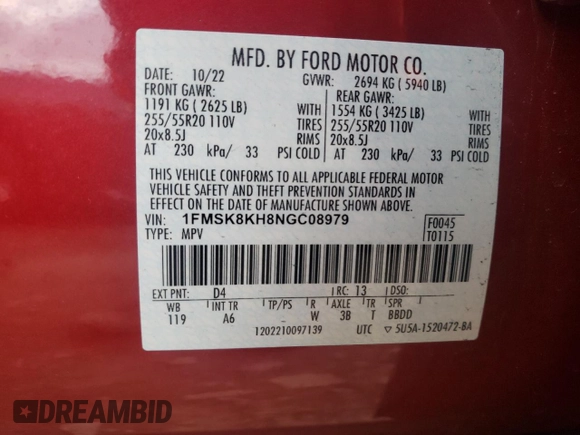 MFD. BY FORD MOTOR CO.
DATE: 10/22 GVWR: 2694 KG ( 5940 LB)
FRONT GAWR: REAR GAWR:
1191 KG ( 2625 LB) WITH 1554 KG ( 3425 LB) WITH
255/55R20 110V TIRES 255/55R20 110V TIRES
20x8.5J RIMS 20x8.5J RIMS
AT 230 kPa/ 33 PSI COLD AT 230 kPa/ 33 PSI COLD
THIS VEHICLE CONFORMS TO ALL APPLICABLE FEDERAL MOTOR
VEHICLE SAFETY AND THEFT PREVENTION STANDARDS IN
EFFECT ON THE DATE OF MANUFACTURE SHOWN ABOVE.
VIN: 1FMSK8KH8NGC08979 F0045
TYPE: MPV T0115
EXT PNT: D4 RC: 13 DSO:
WB INT TR TP/PS R AXLE TR SPR
119 A6 _ W 3B T BBDD
1202210097139 UTC 5U5A-1520472-BA
DREAMBID